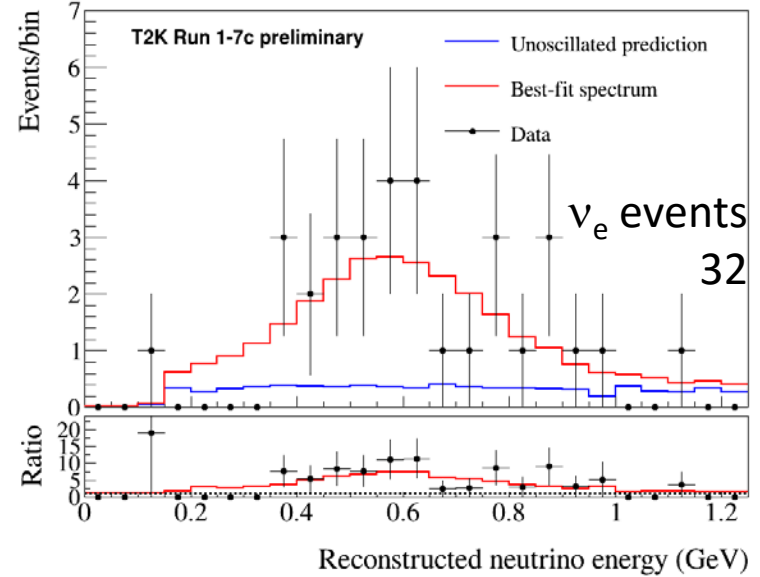 Events/bin
7
6
5
4
3
2
1
0
T2K Run 1-7c preliminary
Unoscillated prediction
Best-fit spectrum
Data
νe events
32
Ratio
20
15
10
5
0
0 0.2 0.4 0.6 0.8 1 1.2
Reconstructed neutrino energy (GeV)